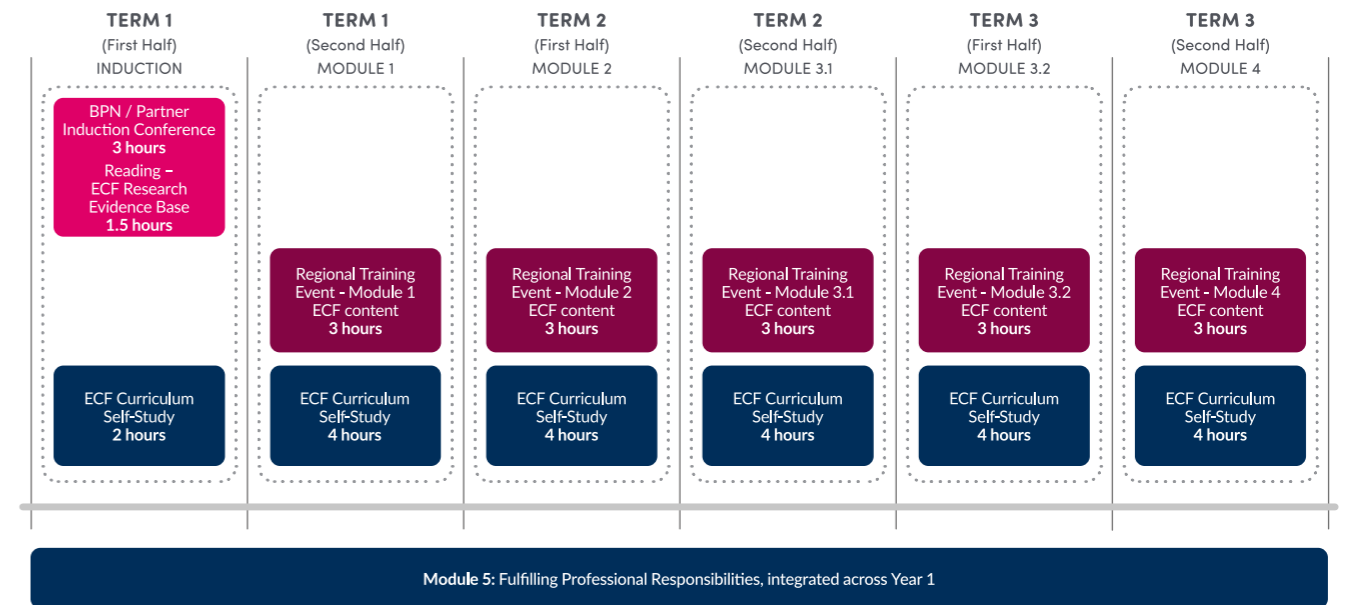 TERM 1
(First Half)
INDUCTION
TERM 1
(Second Half)
MODULE 1
TERM 2
(First Half)
MODULE 2
TERM 2
(Second Half)
MODULE 3.1
TERM 3
(First Half)
MODULE 3.2
TERM 3
(Second Half)
MODULE 4
BPN / Partner
Induction Conference
3 hours
Reading –
ECF Research
Evidence Base
1.5 hours
Regional Training
Event - Module 1
ECF content
3 hours
Regional Training
Event - Module 2
ECF content
3 hours
Regional Training
Event - Module 3.1
ECF content
3 hours
Regional Training
Event - Module 3.2
ECF content
3 hours
Regional Training
Event - Module 4
ECF content
3 hours
ECF Curriculum
Self-Study
2 hours
ECF Curriculum
Self-Study
4 hours
ECF Curriculum
Self-Study
4 hours
ECF Curriculum
Self-Study
4 hours
ECF Curriculum
Self-Study
4 hours
ECF Curriculum
Self-Study
4 hours
Module 5: Fulfilling Professional Responsibilities, integrated across Year 1